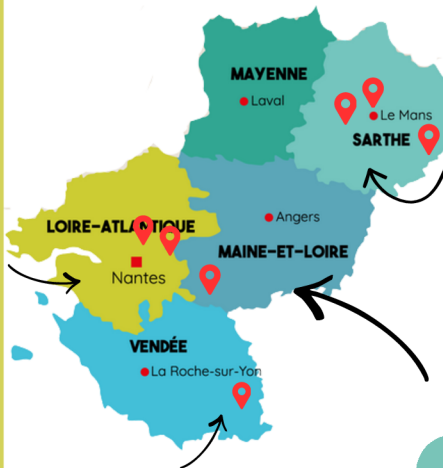 MAYENNE
Laval
Le Mans
SARTHE
LOIRE-ATLANTIQUE
Angers
MAINE-ET-LOIRE
Nantes
VENDÉE
La Roche-sur-Yon